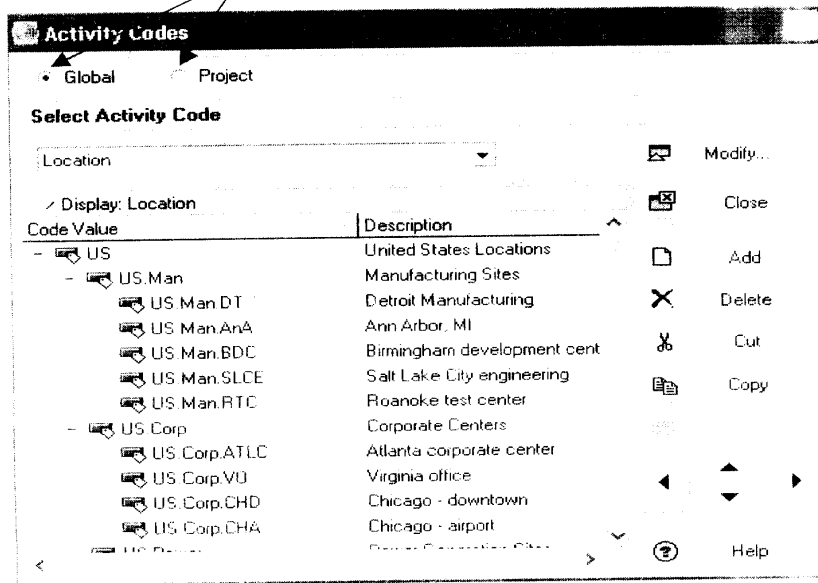 Activity Codes
Global Project
Select Activity Code
Location
Modify...
Display: Location
Close
Code Value Description
US United States Locations
Add
US.Man Manufacturing Sites
US.Man.DT Detroit Manufacturing
Delete
US.Man.AnA Ann Arbor, MI
US.Man.BDC Birmingham development cent
Cut
US.Man.SLCE Salt Lake City engineering
Copy
US.Man.RTC Roanoke test center
US.Corp Corporate Centers
US.Corp.ATLC Atlanta corporate center
US.Corp.VO Virginia office
US.Corp.CHD Chicago - downtown
US.Corp.CHA Chicago - airport
Help